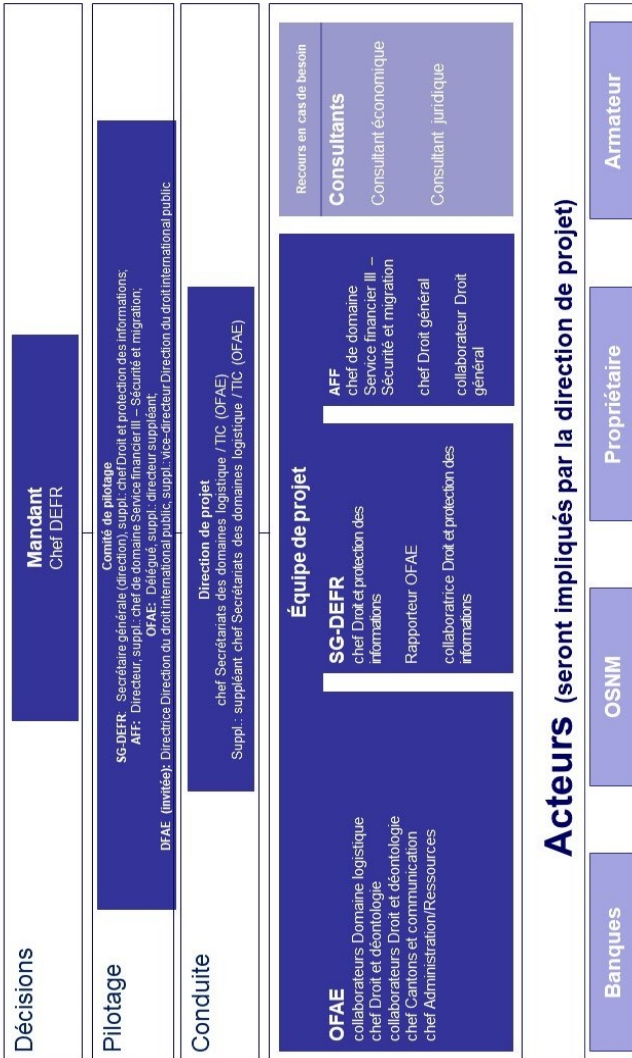 Décisions
Mandant
Chef DEFR
Pilotage
Comité de pilotage
SG-DEFR: Secrétaire générale (direction), suppl.: chef Droit et protection des informations;
AFF: Directeur, suppl.: chef de domaine Service financier III – Sécurité et migration;
OFAE: Délégué, suppl.: directeur suppléant;
DFAE (invitée): Directrice Direction du droit international public, suppl.: vice-directeur Direction du droit international public
Conduite
Direction de projet
chef Secrétariats des domaines logistique / TIC (OFAE)
Suppl.: suppléant chef Secrétariats des domaines logistique / TIC (OFAE)
Équipe de projet
OFAE
collaborateurs Domaine logistique
chef Droit et déontologie
collaborateurs Droit et déontologie
chef Cantons et communication
chef Administration/Ressources
SG-DEFR
chef Droit et protection des
informations
Rapporteur OFAE
collaboratrice Droit et protection des
informations
AFF
chef de domaine
Service financier III –
Sécurité et migration
chef Droit général
collaborateur Droit
général
Recours en cas de besoin
Consultants
Consultant économique
Consultant juridique
Acteurs (seront impliqués par la direction de projet)
Banques
OSNM
Propriétaire
Armateur